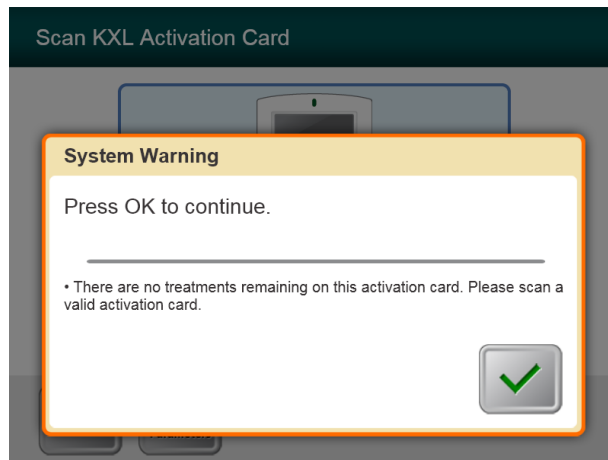 Scan KXL Activation Card
System Warning
Press OK to continue.
• There are no treatments remaining on this activation card. Please scan a
valid activation card.
Parameters